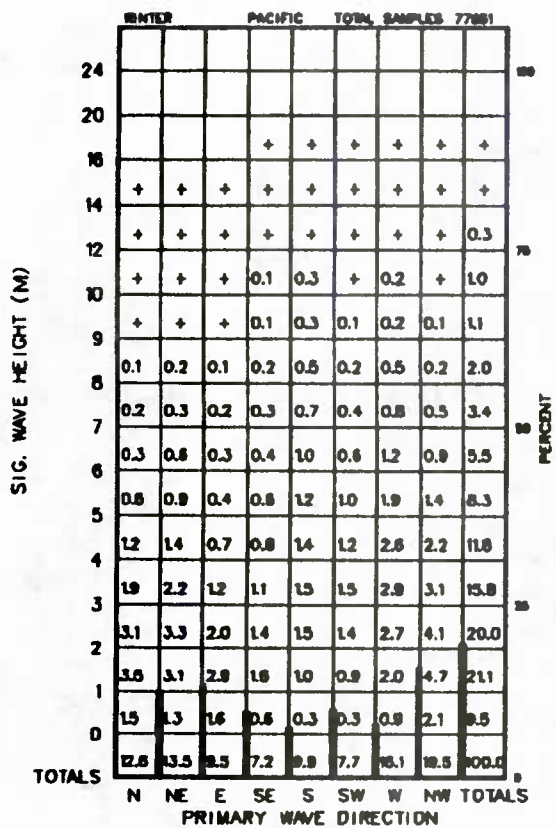 WINTER PACIFIC TOTAL SAMPLES
24 100
20
+ + + + +
16
+ + + + + + + + +
14
+ + + + + + + + 0.3
12 75
+ + + 0.1 0.3 + 0.2 + 1.0
10
+ + + 0.1 0.3 0.1 0.2 0.1 1.1
9
0.1 0.2 0.1 0.2 0.5 0.2 0.5 0.2 2.0
8
0.2 0.3 0.2 0.3 0.7 0.4 0.8 0.5 3.4
7 50
0.3 0.6 0.3 0.4 1.0 0.6 1.2 0.9 5.5
6
0.6 0.9 0.4 0.6 1.2 1.0 1.9 1.4 8.3
5
1.2 1.4 0.7 0.8 1.4 1.2 2.6 2.2 11.6
4
1.9 2.2 1.2 1.1 1.5 1.5 2.9 3.1 15.8
3 25
3.1 3.3 2.0 1.4 1.5 1.4 2.7 4.1 20.0
2
3.6 3.1 2.8 1.6 1.0 0.9 2.0 4.7 21.1
1
1.5 1.3 1.6 0.6 0.3 0.3 0.9 2.1 9.5
0
TOTALS 12.6 13.5 9.5 7.2 9.9 7.7 16.1 19.5 100.0 0
N NE E SE S SW W NW TOTALS
PRIMARY WAVE DIRECTION
SIG. WAVE HEIGHT (M)
PERCENT